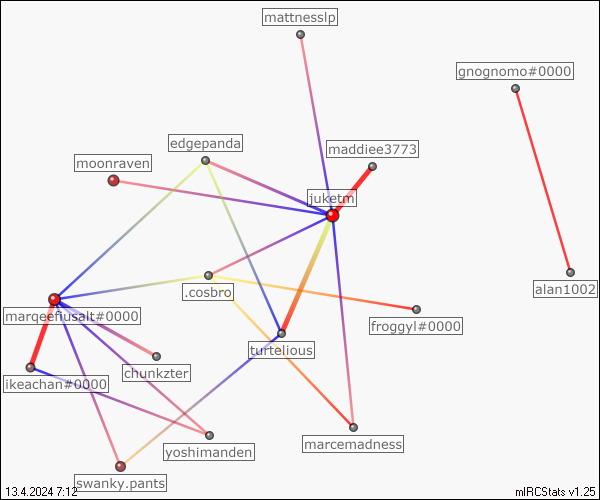 mattnesslp
gnognomo#0000
edgepanda
maddiee3773
moonraven
juketm
.cosbro
alan1002
marqeefiusalt#0000
froggyl#0000
turtelious
chunkzter
ikeachan#0000
marcemadness
yoshimanden
swanky.pants
13.4.2024 7:12
mIRCStats v1.25